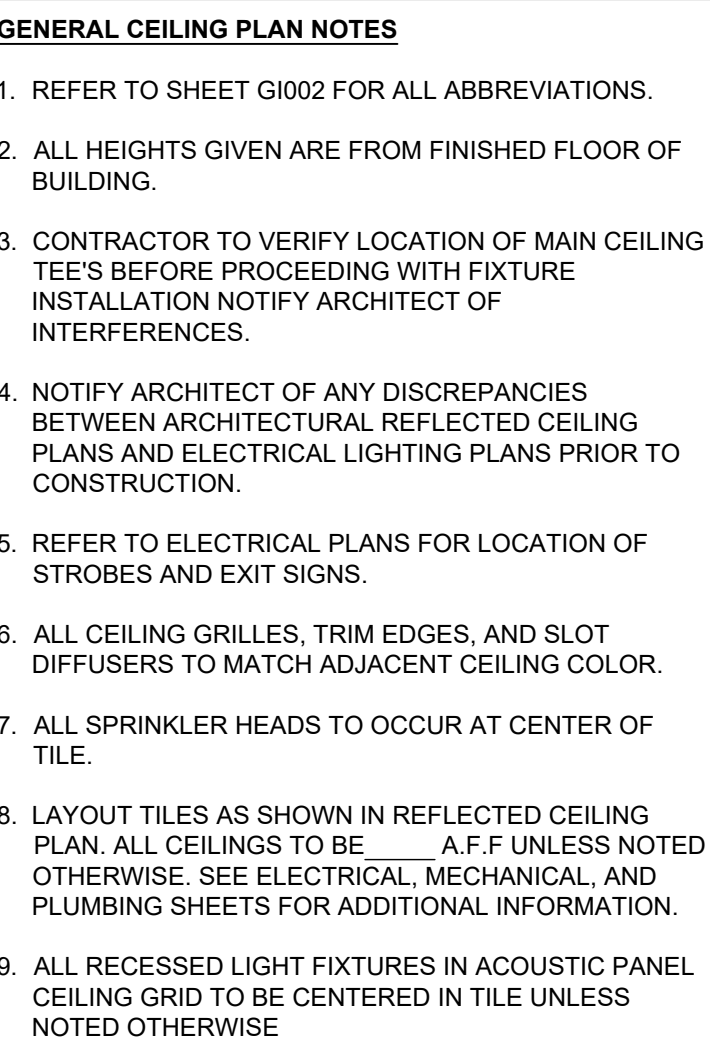 GENERAL CEILING PLAN NOTES
1. REFER TO SHEET GI002 FOR ALL ABBREVIATIONS.
2. ALL HEIGHTS GIVEN ARE FROM FINISHED FLOOR OF
BUILDING.
3. CONTRACTOR TO VERIFY LOCATION OF MAIN CEILING
TEE'S BEFORE PROCEEDING WITH FIXTURE
INSTALLATION NOTIFY ARCHITECT OF
INTERFERENCES.
4. NOTIFY ARCHITECT OF ANY DISCREPANCIES
BETWEEN ARCHITECTURAL REFLECTED CEILING
PLANS AND ELECTRICAL LIGHTING PLANS PRIOR TO
CONSTRUCTION.
5. REFER TO ELECTRICAL PLANS FOR LOCATION OF
STROBES AND EXIT SIGNS.
6. ALL CEILING GRILLES, TRIM EDGES, AND SLOT
DIFFUSERS TO MATCH ADJACENT CEILING COLOR.
7. ALL SPRINKLER HEADS TO OCCUR AT CENTER OF
TILE.
8. LAYOUT TILES AS SHOWN IN REFLECTED CEILING
PLAN. ALL CEILINGS TO BE_____ A.F.F UNLESS NOTED
OTHERWISE. SEE ELECTRICAL, MECHANICAL, AND
PLUMBING SHEETS FOR ADDITIONAL INFORMATION.
9. ALL RECESSED LIGHT FIXTURES IN ACOUSTIC PANEL
CEILING GRID TO BE CENTERED IN TILE UNLESS
NOTED OTHERWISE